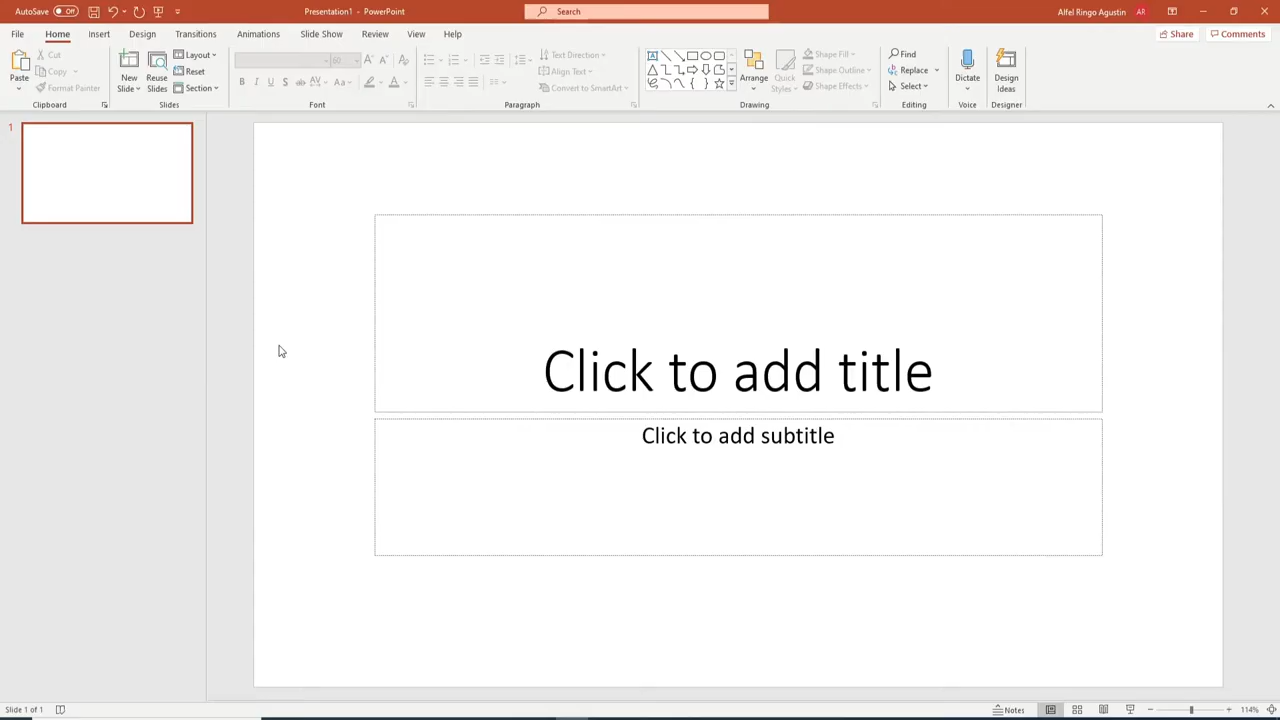 AutoSave Off
Presentation1 - PowerPoint
Search
Alfel Ringo Agustin AR
File Home Insert Design Transitions Animations Slide Show Review View Help
Share Comments
Paste
Cut
Copy
Format Painter
Clipboard
New Slide
Reuse Slides
Layout
Reset
Section
Slides
60
Font
Text Direction
Align Text
Convert to SmartArt
Paragraph
Arrange
Quick Styles
Shape Fill
Shape Outline
Shape Effects
Drawing
Find
Replace
Select
Editing
Dictate
Voice
Design Ideas
Designer
1
Click to add title
Click to add subtitle
Slide 1 of 1
Notes
114%